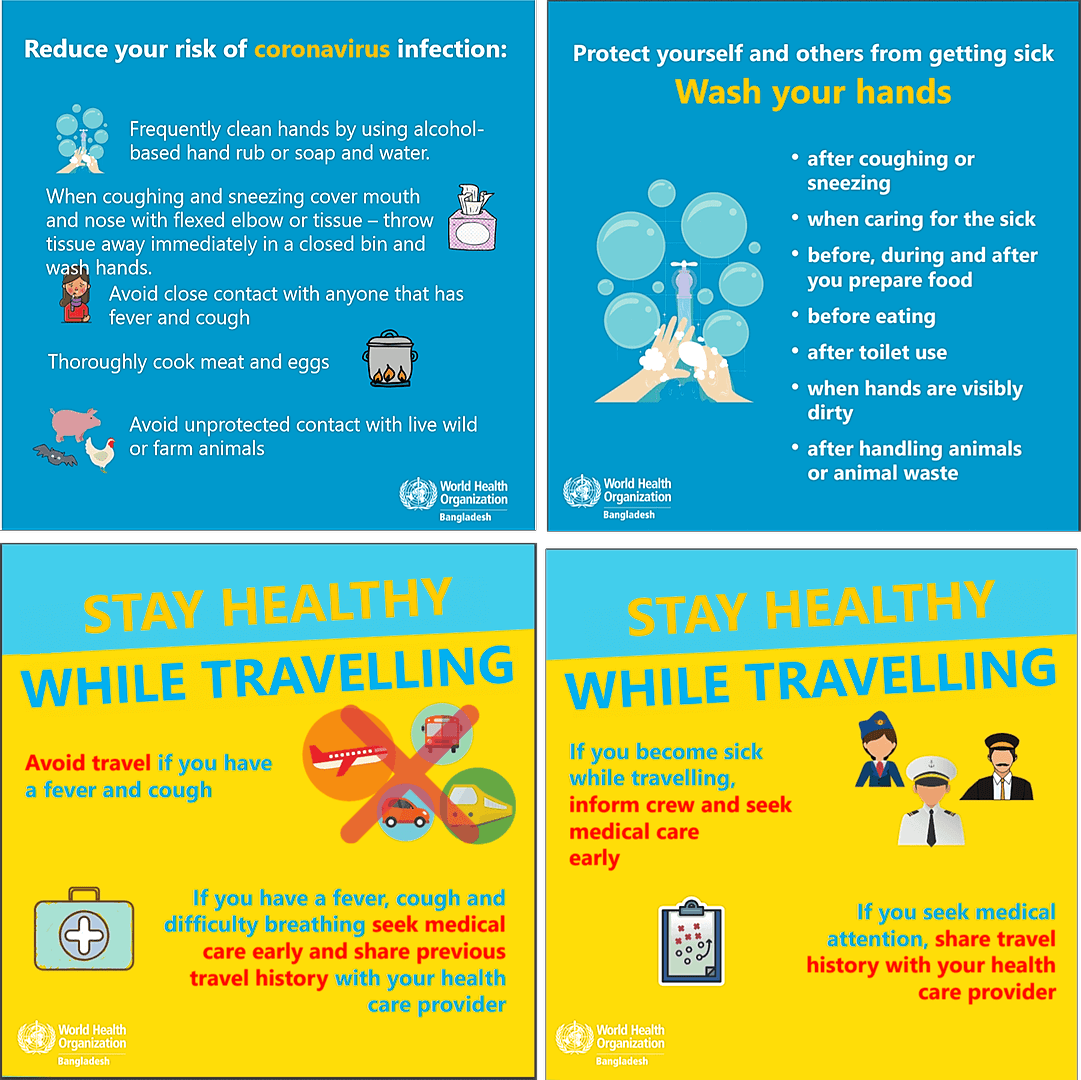 Reduce your risk of coronavirus infection:
Frequently clean hands by using alcohol-
based hand rub or soap and water.
When coughing and sneezing cover mouth
and nose with flexed elbow or tissue – throw
tissue away immediately in a closed bin and
wash hands.
Avoid close contact with anyone that has
fever and cough
Thoroughly cook meat and eggs
Avoid unprotected contact with live wild
or farm animals
World Health
Organization
Bangladesh
Protect yourself and others from getting sick
Wash your hands
• after coughing or
sneezing
• when caring for the sick
• before, during and after
you prepare food
• before eating
• after toilet use
• when hands are visibly
dirty
• after handling animals
or animal waste
World Health
Organization
Bangladesh
STAY HEALTHY
WHILE TRAVELLING
Avoid travel if you have
a fever and cough
If you have a fever, cough and
difficulty breathing seek medical
care early and share previous
travel history with your health
care provider
World Health
Organization
Bangladesh
STAY HEALTHY
WHILE TRAVELLING
If you become sick
while travelling,
inform crew and seek
medical care
early
If you seek medical
attention, share travel
history with your health
care provider
World Health
Organization
Bangladesh